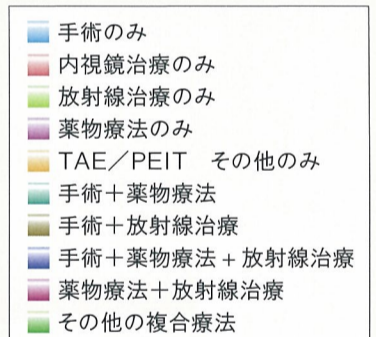 手術のみ
内視鏡治療のみ
放射線治療のみ
薬物療法のみ
TAE／PEIT　その他のみ
手術＋薬物療法
手術＋放射線治療
手術＋薬物療法+放射線治療
薬物療法＋放射線治療
その他の複合療法